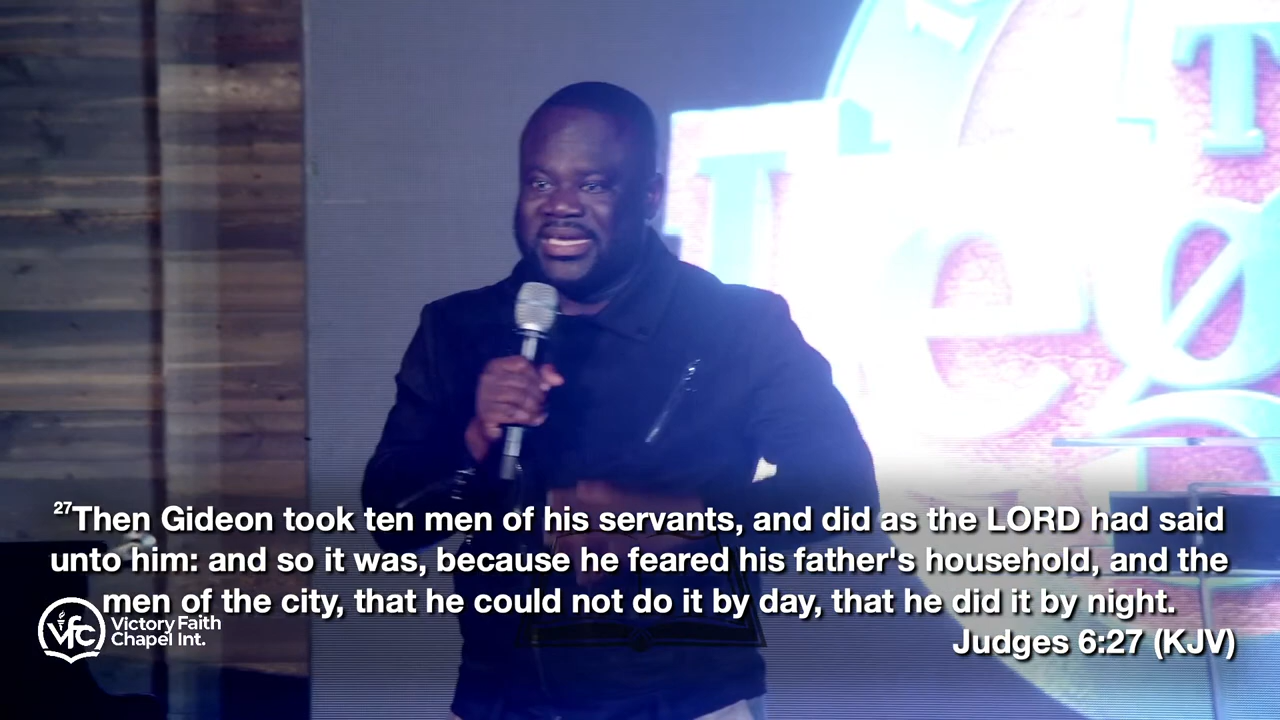 27Then Gideon took ten men of his servants, and did as the LORD had said
unto him: and so it was, because he feared his father's household, and the
men of the city, that he could not do it by day, that he did it by night.
Judges 6:27 (KJV)
vfc
Victory Faith
Chapel Int.